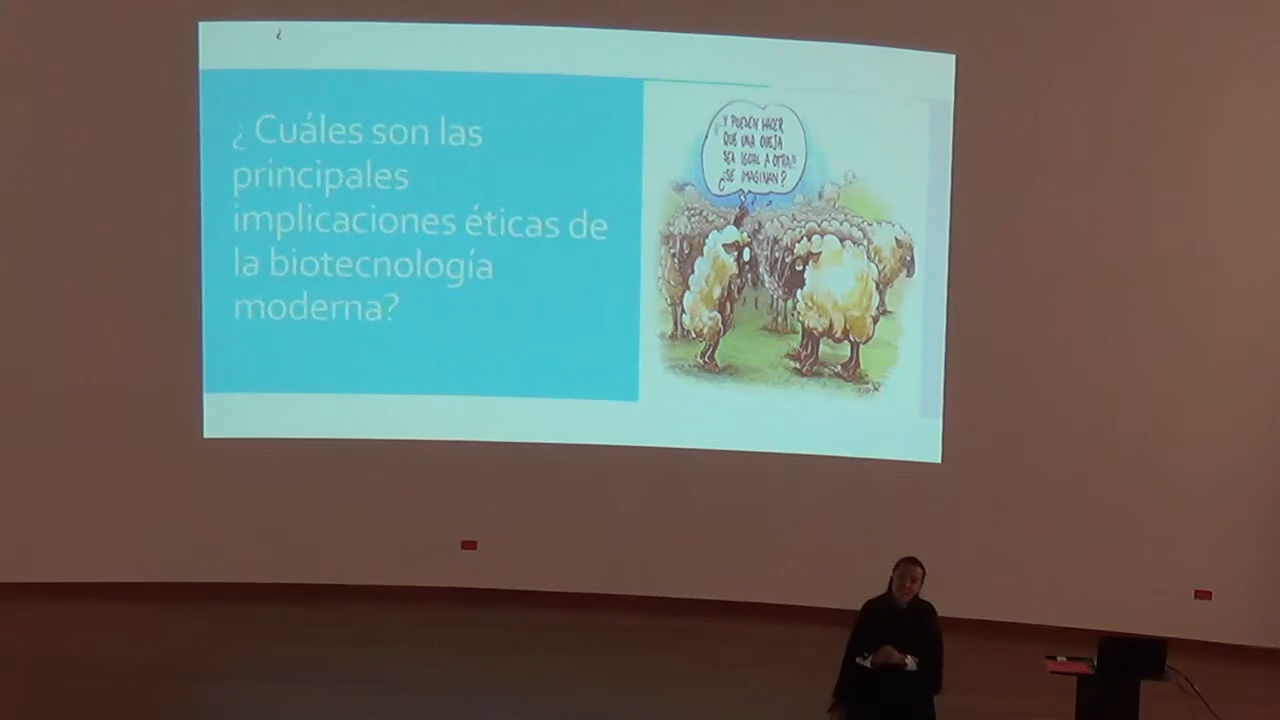 ¿
¿ Cuáles son las
principales
implicaciones éticas de
la biotecnología
moderna?
¡Y PUEDEN HACER
QUE UNA OVEJA
SEA IGUAL A OTRA!!
¿SE IMAGINAN?